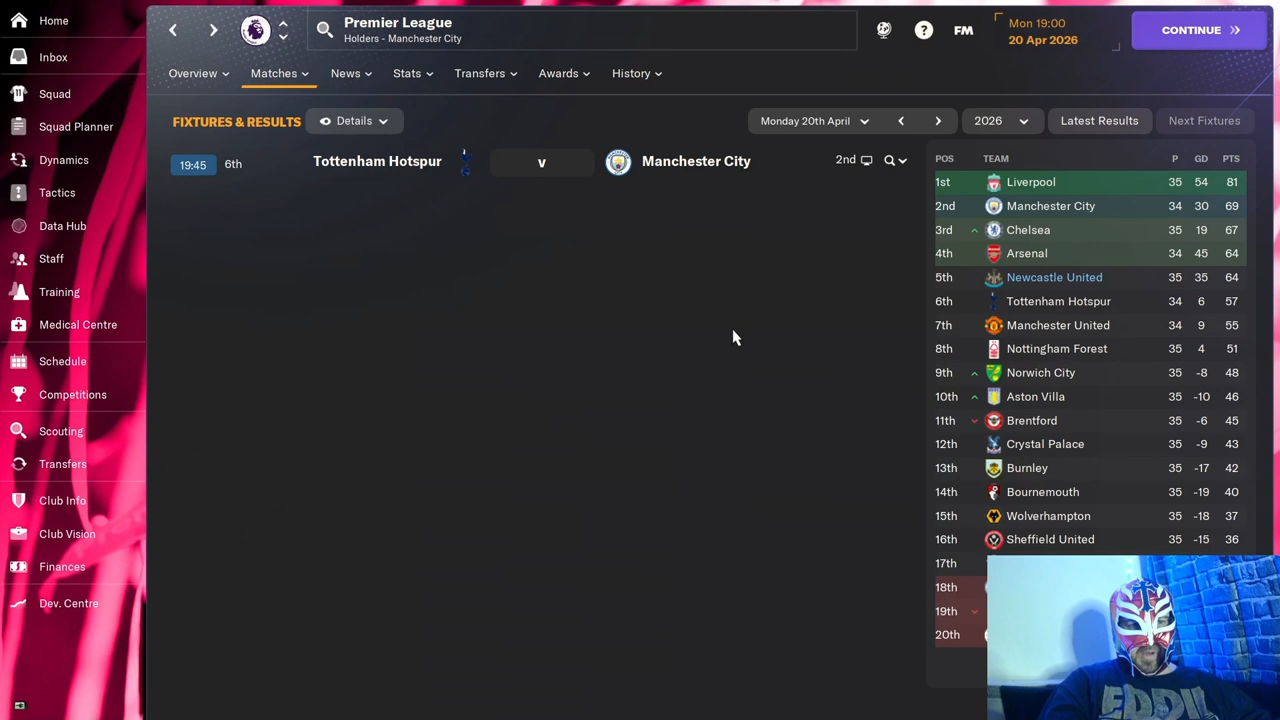 Home
Inbox
Squad
Squad Planner
Dynamics
Tactics
Data Hub
Staff
Training
Medical Centre
Schedule
Competitions
Scouting
Transfers
Club Info
Club Vision
Finances
Dev. Centre
Premier League
Holders - Manchester City
FM
Mon 19:00
20 Apr 2026
CONTINUE
Overview Matches News Stats Transfers Awards History
FIXTURES & RESULTS Details Monday 20th April 2026 Latest Results Next Fixtures
19:45 6th Tottenham Hotspur v Manchester City 2nd
POS TEAM P GD PTS
1st Liverpool 35 54 81
2nd Manchester City 34 30 69
3rd Chelsea 35 19 67
4th Arsenal 34 45 64
5th Newcastle United 35 35 64
6th Tottenham Hotspur 34 6 57
7th Manchester United 34 9 55
8th Nottingham Forest 35 4 51
9th Norwich City 35 -8 48
10th Aston Villa 35 -10 46
11th Brentford 35 -6 45
12th Crystal Palace 35 -9 43
13th Burnley 35 -17 42
14th Bournemouth 35 -19 40
15th Wolverhampton 35 -18 37
16th Sheffield United 35 -15 36
17th
18th
19th
20th